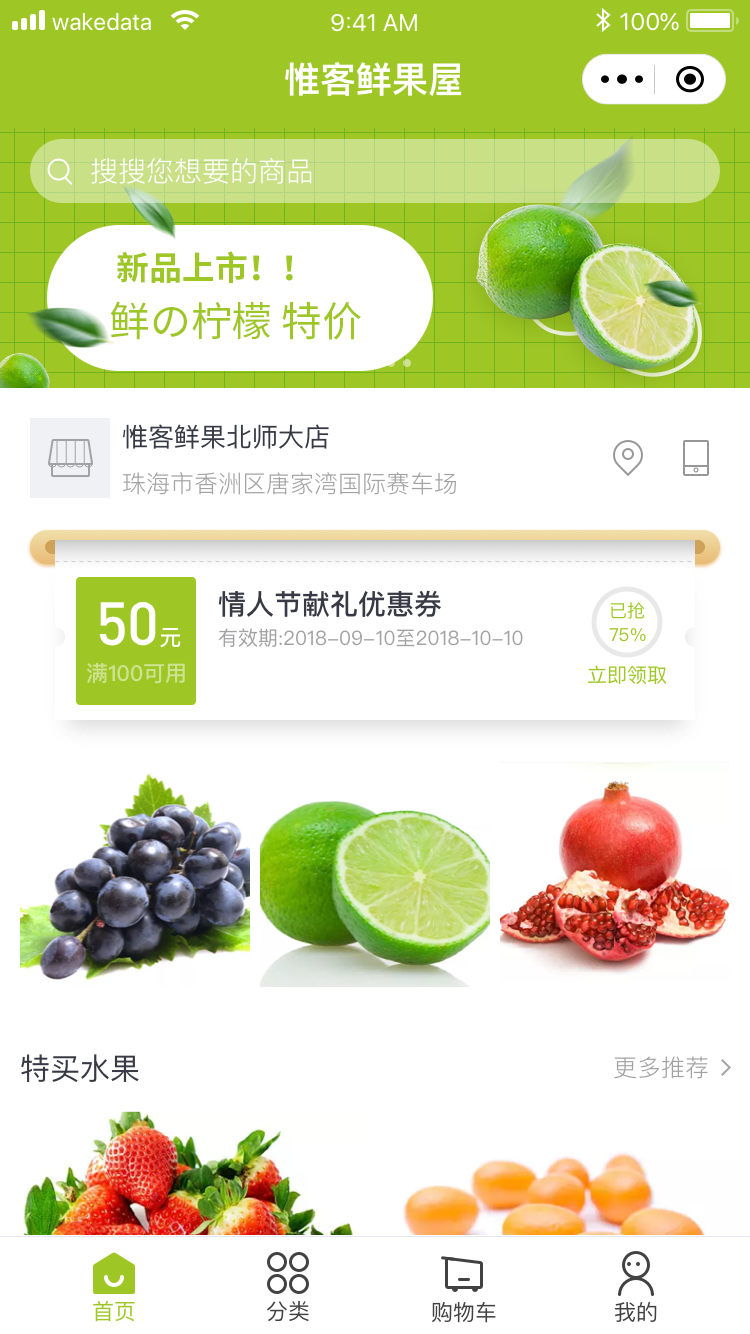 wakedata 9:41 AM 100%
惟客鲜果屋
搜搜您想要的商品
新品上市！！
鲜の柠檬 特价
惟客鲜果北师大店
珠海市香洲区唐家湾国际赛车场
50元
满100可用
情人节献礼优惠券
有效期:2018-09-10至2018-10-10
已抢
75%
立即领取
特买水果 更多推荐
首页 分类 购物车 我的